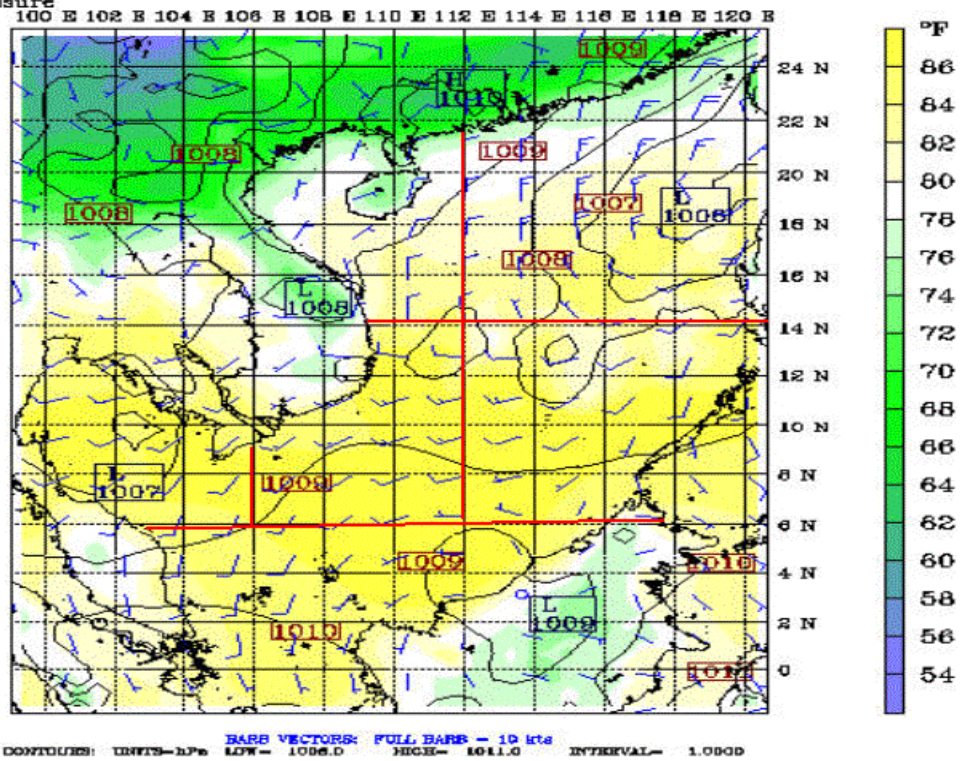 sure
100 E 102 E 104 E 106 E 108 E 110 E 112 E 114 E 116 E 118 E 120 E
°F
1009
86
24 N
H
1010
84
22 N
1008
1009
82
20 N
80
1008
1007
L
1006
18 N
78
1008
16 N
76
L
1008
74
14 N
72
12 N
70
10 N
68
66
L
1007
1009
8 N
64
6 N
62
1009
1010
4 N
60
L
1009
2 N
58
1010
56
1011
0
54
BARB VECTORS: FULL BARB - 10 kts
CONTOURS: UNITS=hPa LOW= 1006.0 HIGH= 1011.0 INTERVAL= 1.0000